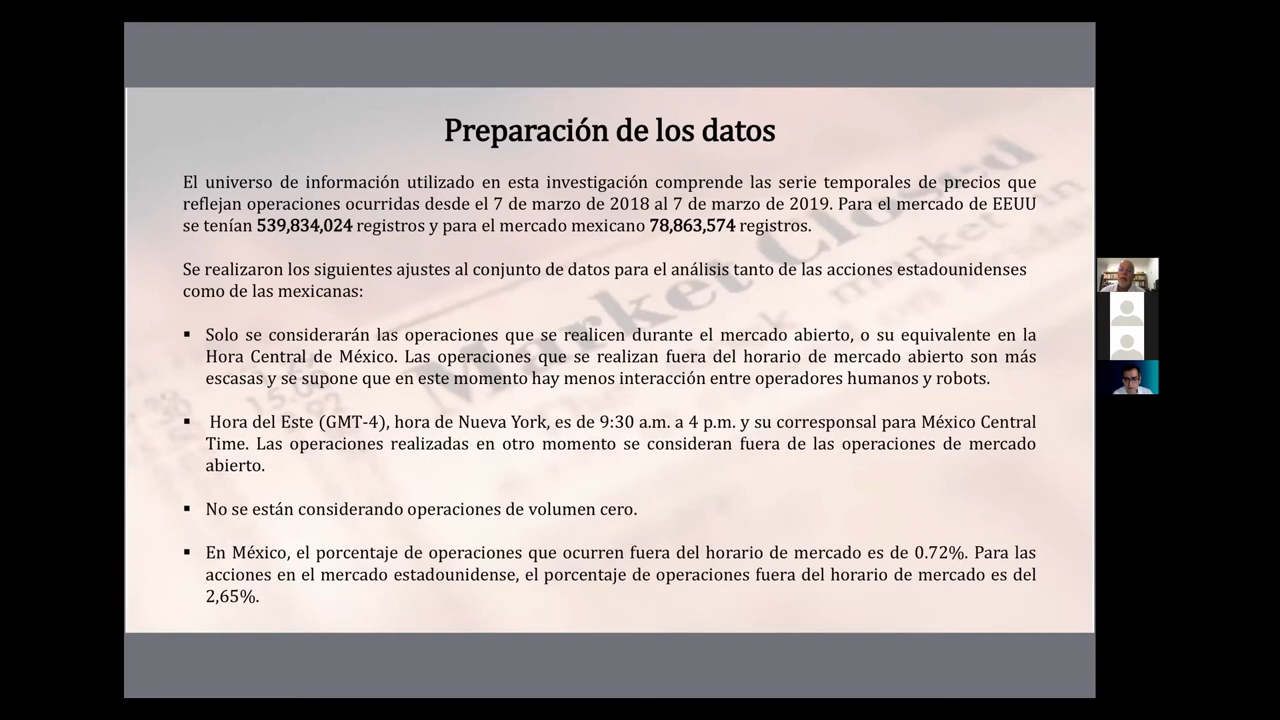 Preparación de los datos
El universo de información utilizado en esta investigación comprende las serie temporales de precios que
reflejan operaciones ocurridas desde el 7 de marzo de 2018 al 7 de marzo de 2019. Para el mercado de EEUU
se tenían 539,834,024 registros y para el mercado mexicano 78,863,574 registros.
Se realizaron los siguientes ajustes al conjunto de datos para el análisis tanto de las acciones estadounidenses
como de las mexicanas:
▪ Solo se considerarán las operaciones que se realicen durante el mercado abierto, o su equivalente en la
Hora Central de México. Las operaciones que se realizan fuera del horario de mercado abierto son más
escasas y se supone que en este momento hay menos interacción entre operadores humanos y robots.
▪ Hora del Este (GMT-4), hora de Nueva York, es de 9:30 a.m. a 4 p.m. y su corresponsal para México Central
Time. Las operaciones realizadas en otro momento se consideran fuera de las operaciones de mercado
abierto.
▪ No se están considerando operaciones de volumen cero.
▪ En México, el porcentaje de operaciones que ocurren fuera del horario de mercado es de 0.72%. Para las
acciones en el mercado estadounidense, el porcentaje de operaciones fuera del horario de mercado es del
2,65%.
Market Closed
market